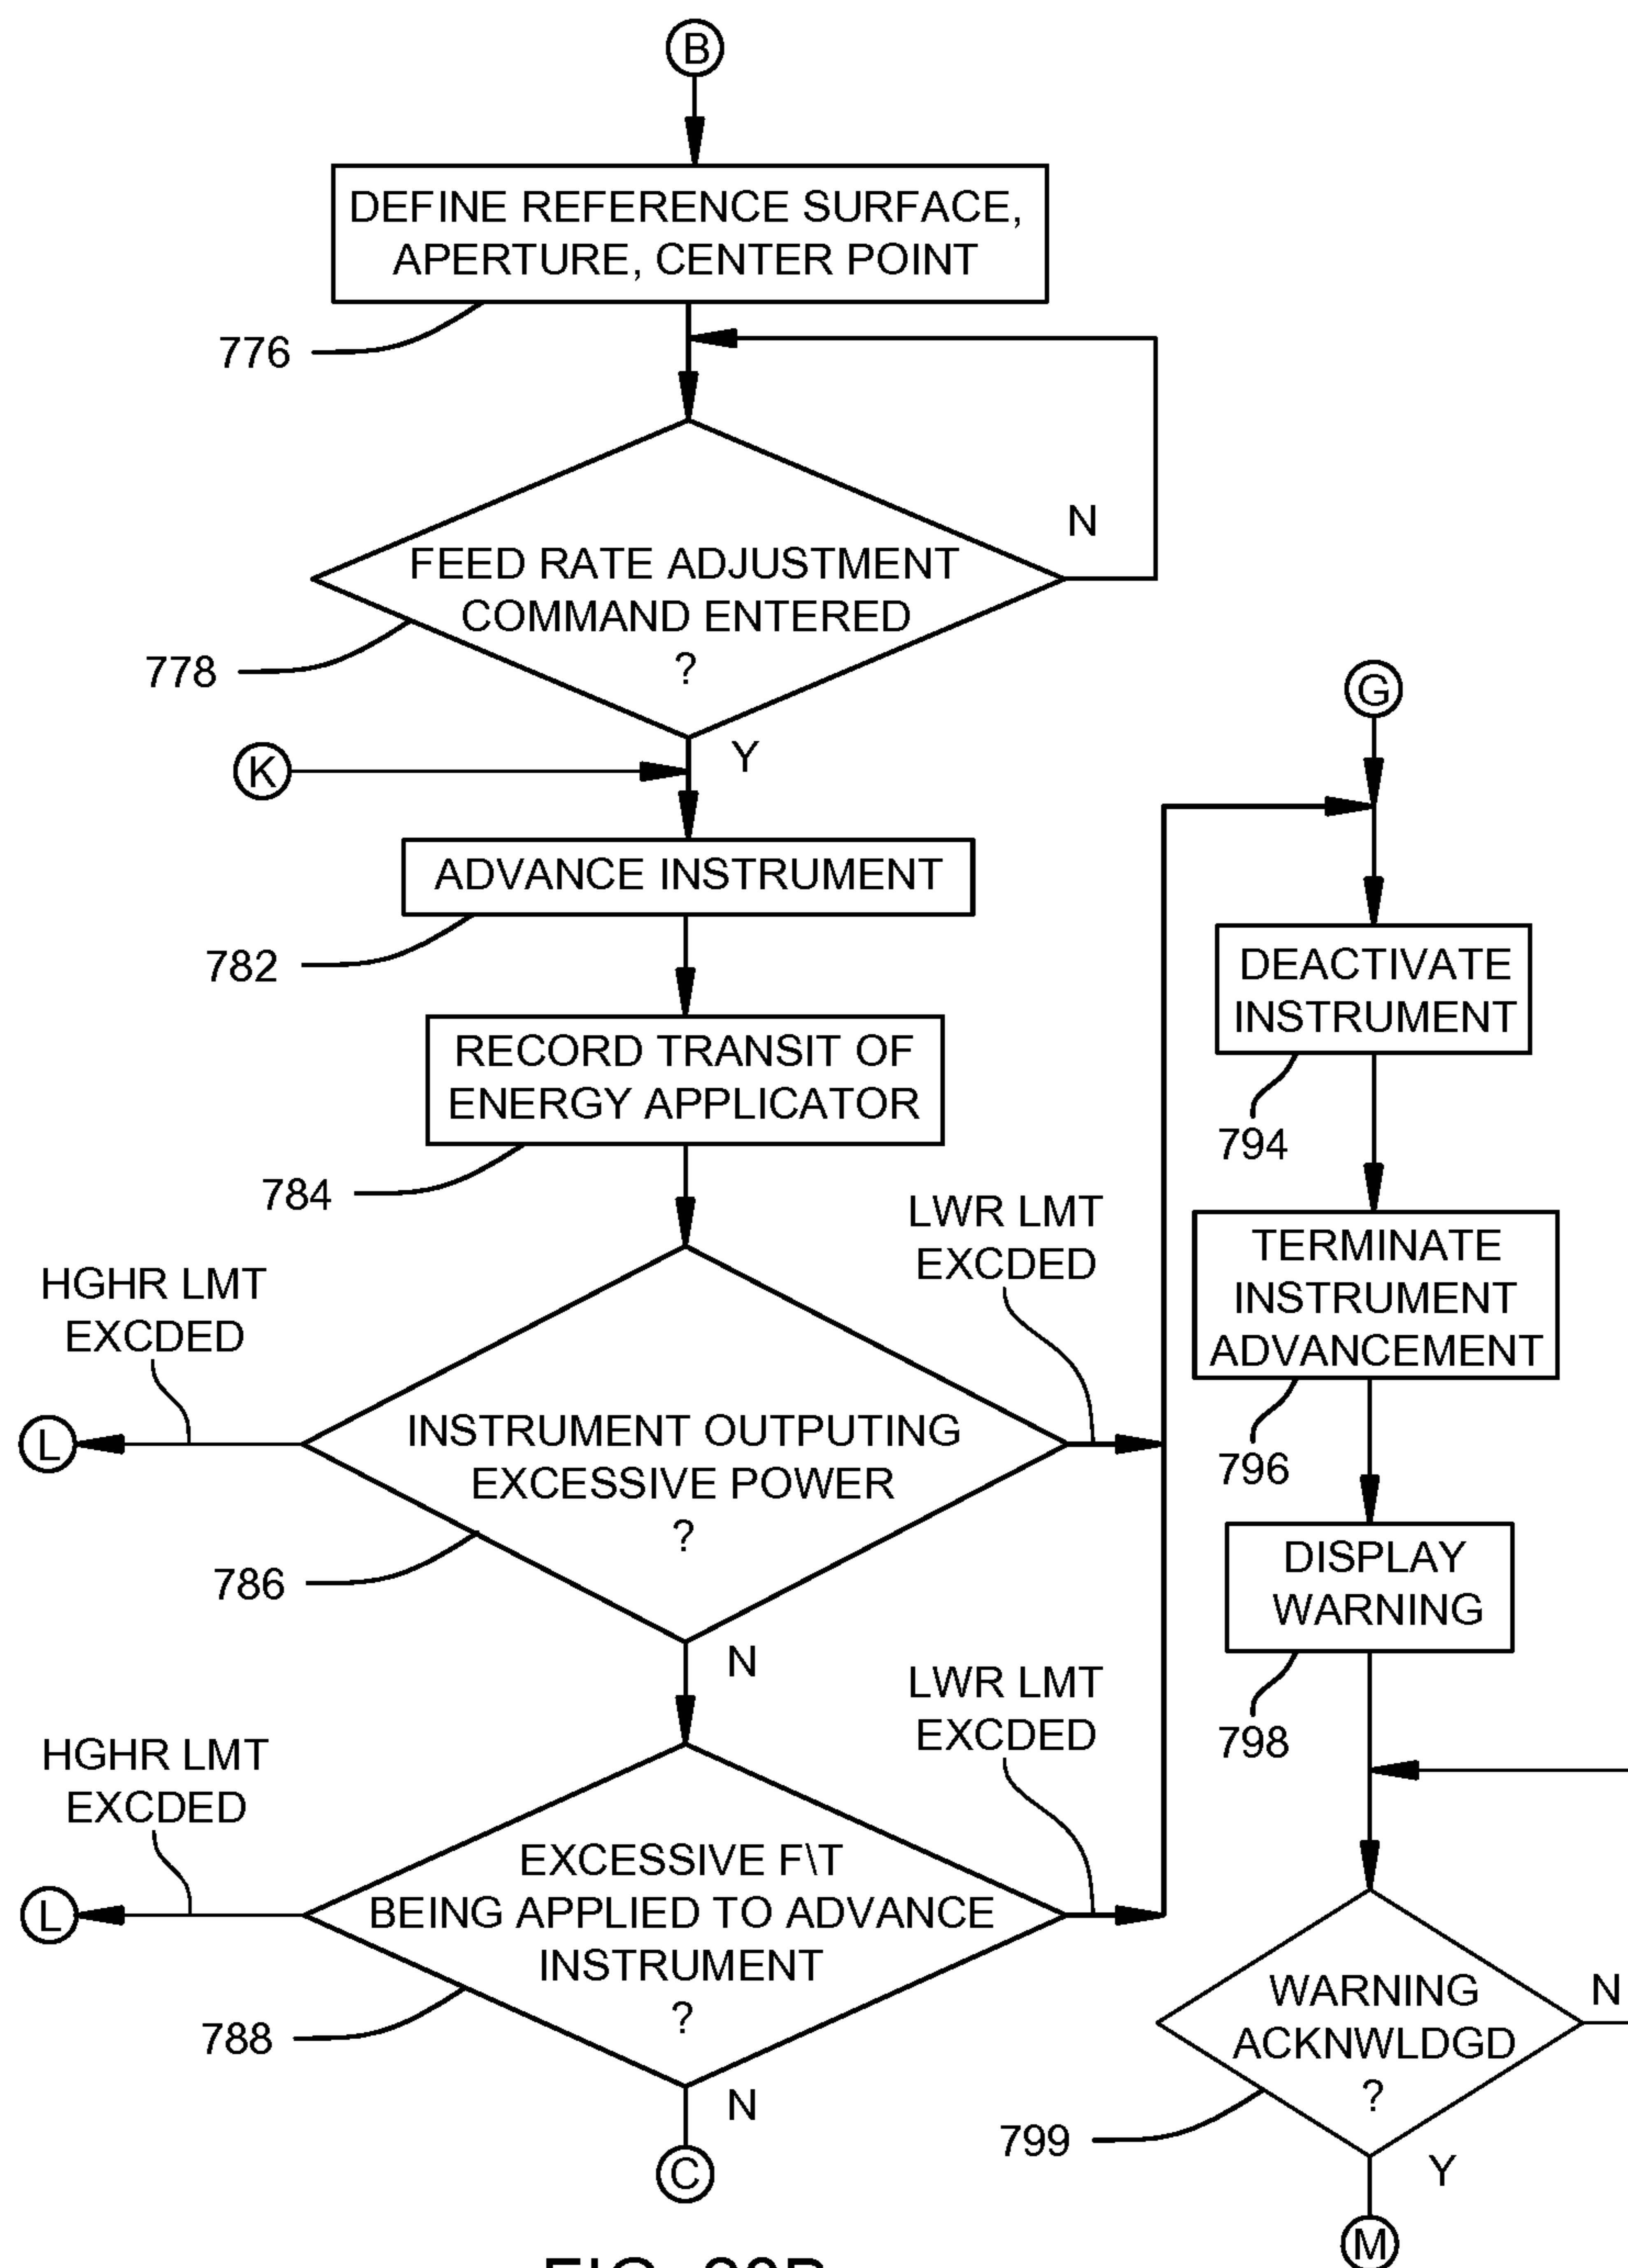 B
DEFINE REFERENCE SURFACE,
APERTURE, CENTER POINT
776
FEED RATE ADJUSTMENT
COMMAND ENTERED
?
N
778
Y
K
ADVANCE INSTRUMENT
782
RECORD TRANSIT OF
ENERGY APPLICATOR
784
HGHR LMT
EXCDED
LWR LMT
EXCDED
L
INSTRUMENT OUTPUTING
EXCESSIVE POWER
?
786
N
HGHR LMT
EXCDED
LWR LMT
EXCDED
L
EXCESSIVE F\T
BEING APPLIED TO ADVANCE
INSTRUMENT
?
788
N
C
G
DEACTIVATE
INSTRUMENT
794
TERMINATE
INSTRUMENT
ADVANCEMENT
796
DISPLAY
WARNING
798
WARNING
ACKNWLDGD
?
N
799
Y
M